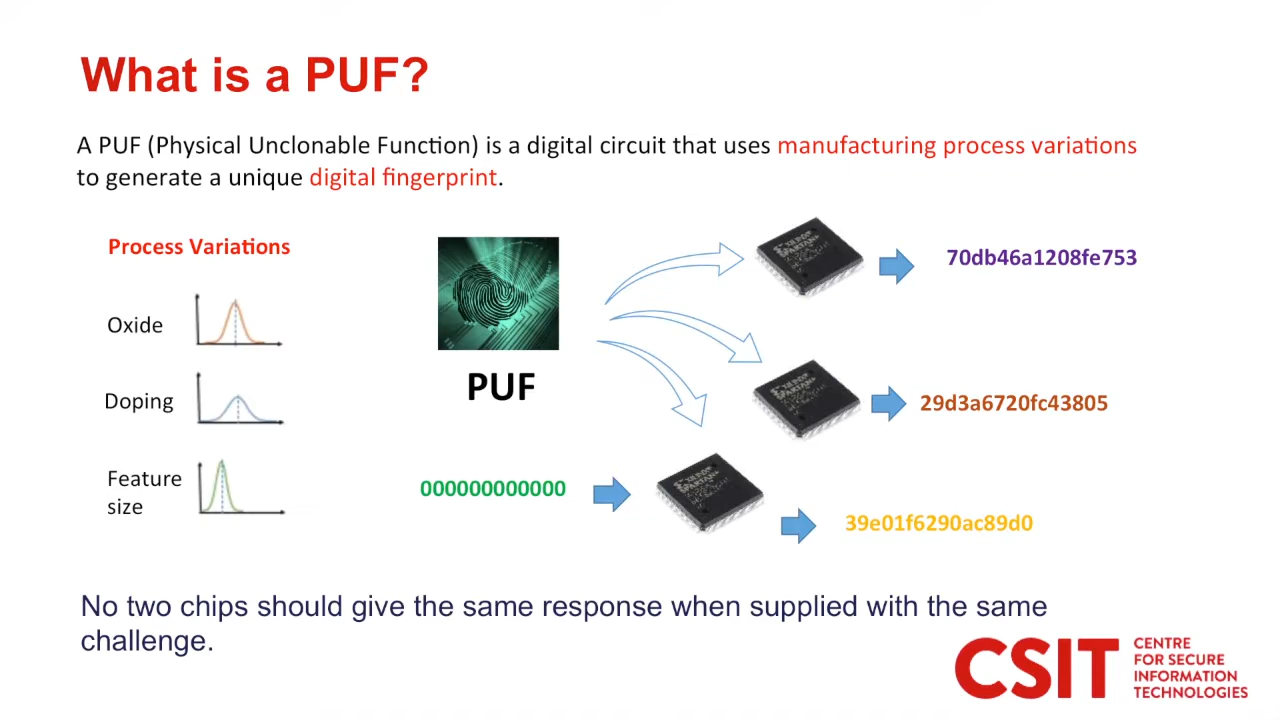 What is a PUF?
A PUF (Physical Unclonable Function) is a digital circuit that uses manufacturing process variations
to generate a unique digital fingerprint.
Process Variations
Oxide
Doping
Feature
size
PUF
70db46a1208fe753
29d3a6720fc43805
000000000000
39e01f6290ac89d0
No two chips should give the same response when supplied with the same
challenge.
CSIT
CENTRE
FOR SECURE
INFORMATION
TECHNOLOGIES